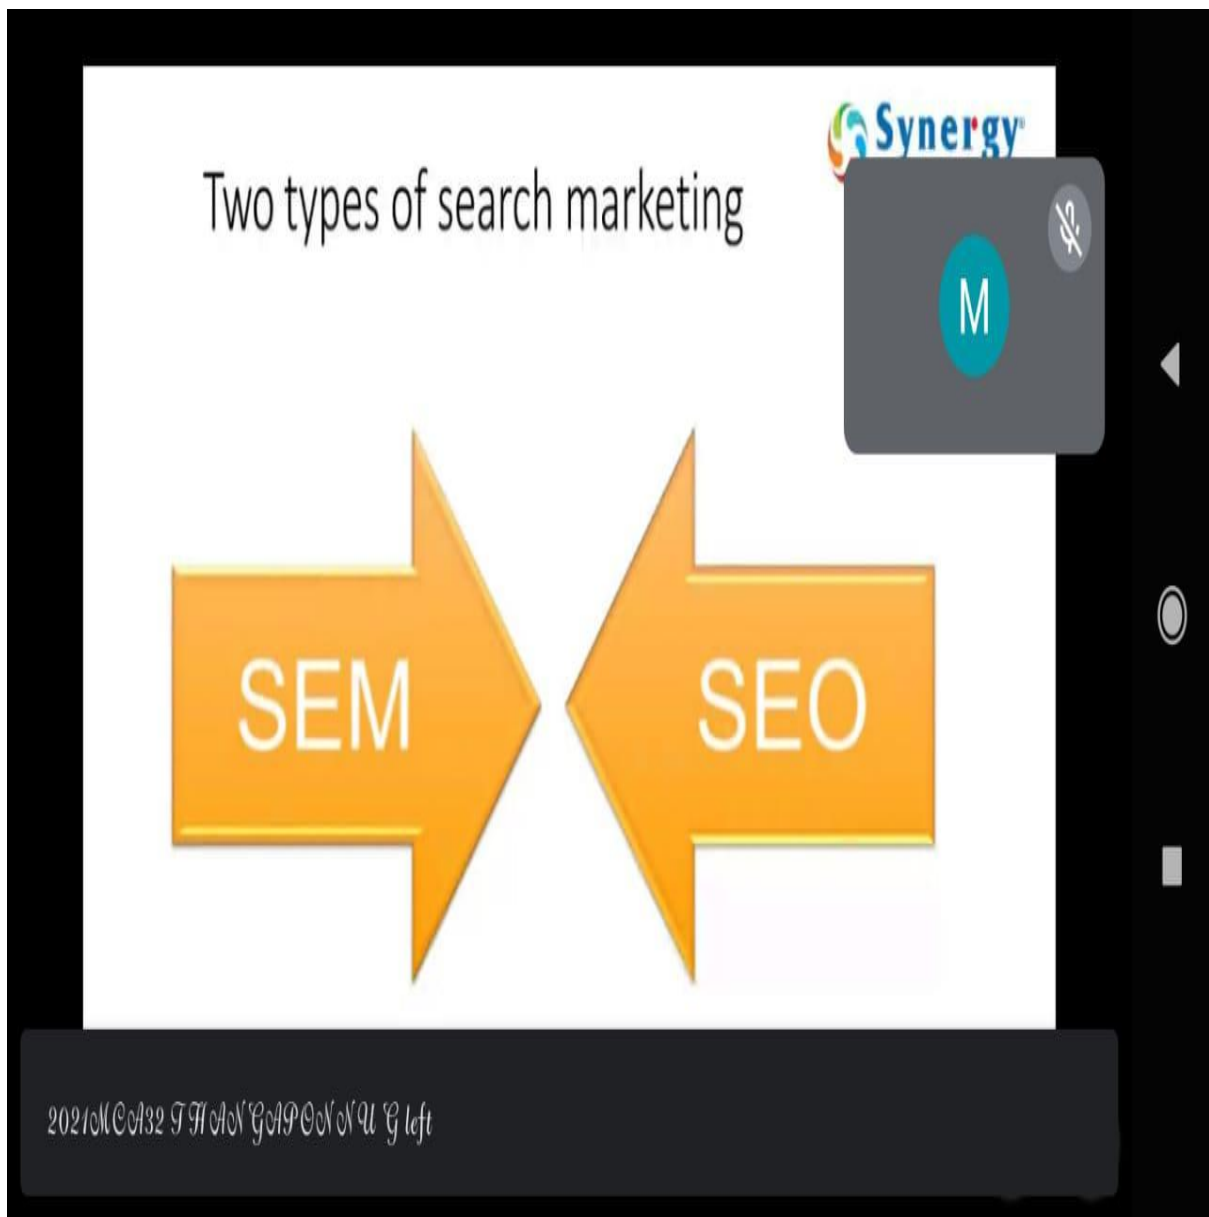 Synergy
Two types of search marketing
M
SEM
SEO
2021MCA32 THANGAPONNU G left